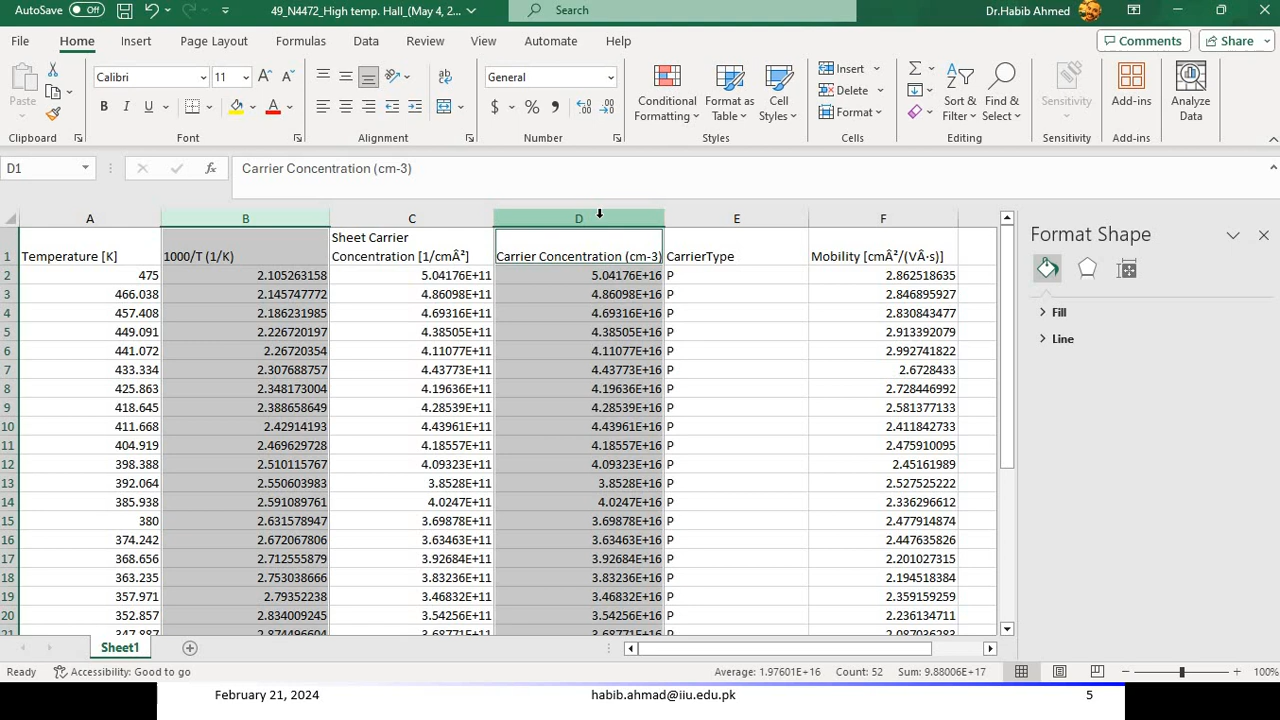 AutoSave Off 49_N4472_High temp. Hall_(May 4, 2... Search Dr.Habib Ahmed
File Home Insert Page Layout Formulas Data Review View Automate Help Comments Share
Paste Calibri 11 General Conditional Formatting Format as Table Cell Styles Insert Delete Format Sort & Filter Find & Select Sensitivity Add-ins Analyze Data
B I U A $ % ,
Clipboard Font Alignment Number Styles Cells Editing Sensitivity Add-ins
D1 fx Carrier Concentration (cm-3)
A B C D E F
1 Temperature [K] 1000/T (1/K) Sheet Carrier Concentration [1/cmÂ²] Carrier Concentration (cm-3) CarrierType Mobility [cmÂ²/(VÂ·s)]
2 475 2.105263158 5.04176E+11 5.04176E+16 P 2.862518635
3 466.038 2.145747772 4.86098E+11 4.86098E+16 P 2.846895927
4 457.408 2.186231985 4.69316E+11 4.69316E+16 P 2.830843477
5 449.091 2.226720197 4.38505E+11 4.38505E+16 P 2.913392079
6 441.072 2.26720354 4.11077E+11 4.11077E+16 P 2.992741822
7 433.334 2.307688757 4.43773E+11 4.43773E+16 P 2.6728433
8 425.863 2.348173004 4.19636E+11 4.19636E+16 P 2.728446992
9 418.645 2.388658649 4.28539E+11 4.28539E+16 P 2.581377133
10 411.668 2.42914193 4.43961E+11 4.43961E+16 P 2.411842733
11 404.919 2.469629728 4.18557E+11 4.18557E+16 P 2.475910095
12 398.388 2.510115767 4.09323E+11 4.09323E+16 P 2.45161989
13 392.064 2.550603983 3.8528E+11 3.8528E+16 P 2.527525222
14 385.938 2.591089761 4.0247E+11 4.0247E+16 P 2.336296612
15 380 2.631578947 3.69878E+11 3.69878E+16 P 2.477914874
16 374.242 2.672067806 3.63463E+11 3.63463E+16 P 2.447635826
17 368.656 2.712555879 3.92684E+11 3.92684E+16 P 2.201027315
18 363.235 2.753038666 3.83236E+11 3.83236E+16 P 2.194518384
19 357.971 2.79352238 3.46832E+11 3.46832E+16 P 2.359159259
20 352.857 2.834009245 3.54256E+11 3.54256E+16 P 2.236134711
21 347.887 2.874496604 3.68771E+11 3.68771E+16 P 2.087036283
Format Shape
Fill
Line
Sheet1
Ready Accessibility: Good to go Average: 1.97601E+16 Count: 52 Sum: 9.88006E+17 100%
February 21, 2024 habib.ahmad@iiu.edu.pk 5